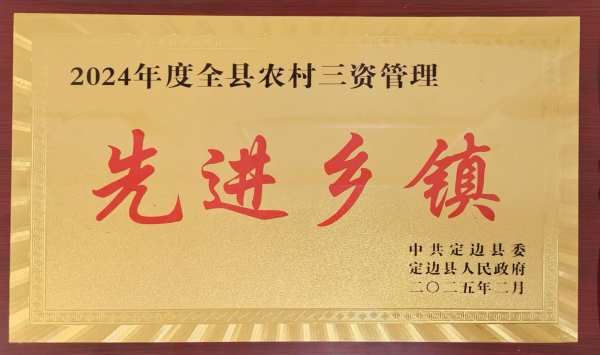 2024年度全县农村三资管理
先进乡镇
中共定边县委
定边县人民政府
二〇二五年二月